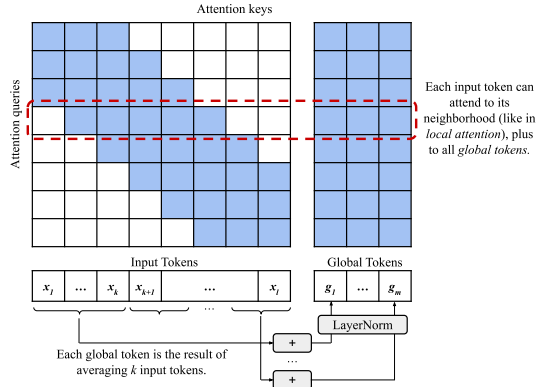 Attention keys
Attention queries
Each input token can
attend to its
neighborhood (like in
local attention), plus
to all global tokens.
Input Tokens
Global Tokens
x1 ... xk xk+1 ... xl
g1 ... gm
...
LayerNorm
+
Each global token is the result of
averaging k input tokens.
...
+